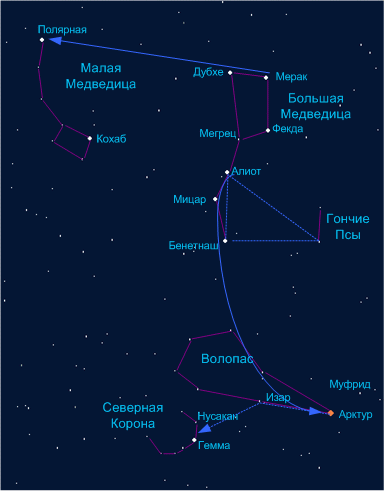 Полярная
Малая
Медведица
Дубхе
Мерак
Большая
Медведица
Фекда
Мегрец
Кохаб
Алиот
Мицар
Бенетнаш
Гончие
Псы
Волопас
Муфрид
Изар
Арктур
Северная
Корона
Нусакан
Гемма